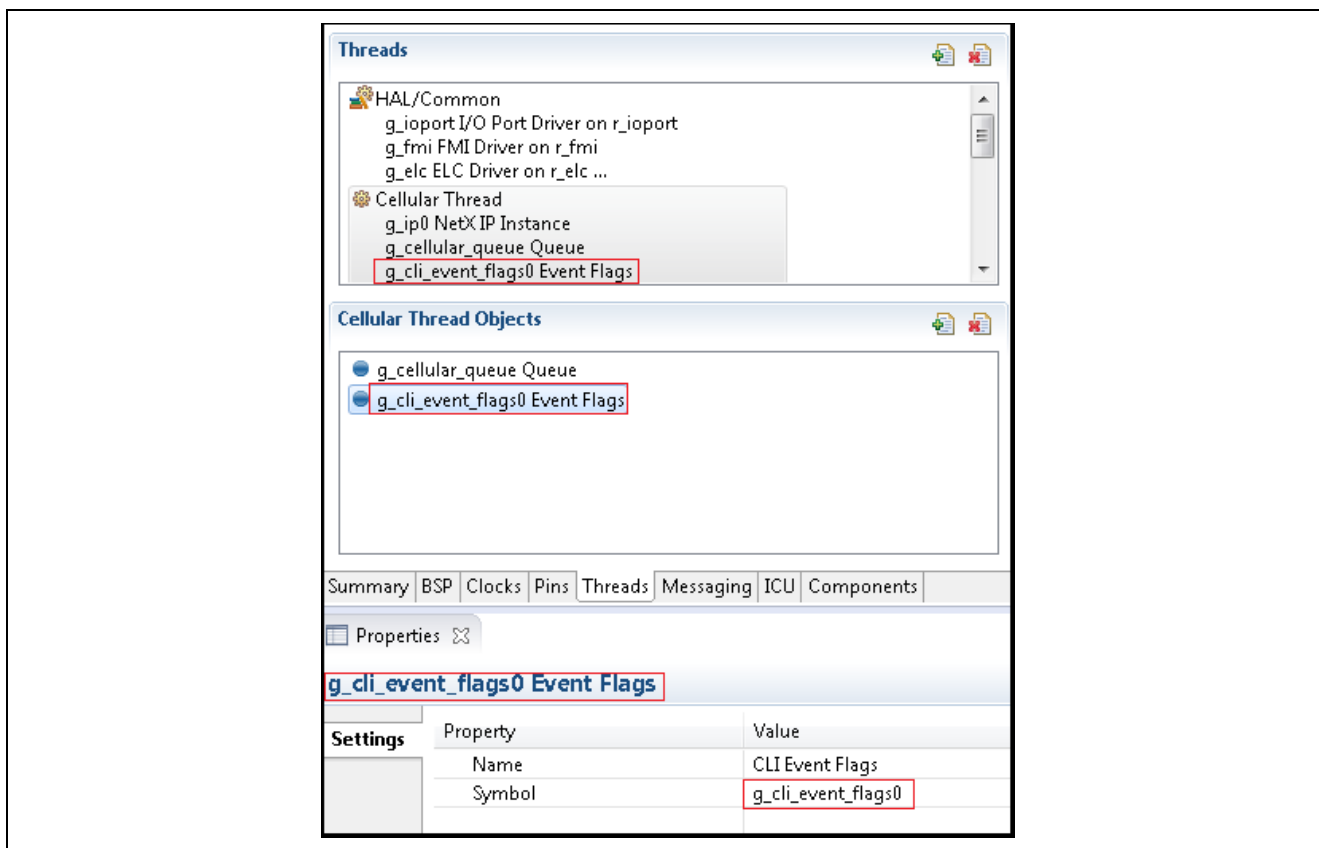 Threads
HAL/Common
g_ioport I/O Port Driver on r_ioport
g_fmi FMI Driver on r_fmi
g_elc ELC Driver on r_elc ...
Cellular Thread
g_ip0 NetX IP Instance
g_cellular_queue Queue
g_cli_event_flags0 Event Flags
Cellular Thread Objects
g_cellular_queue Queue
g_cli_event_flags0 Event Flags
Summary BSP Clocks Pins Threads Messaging ICU Components
Properties
g_cli_event_flags0 Event Flags
Settings Property Value
Name CLI Event Flags
Symbol g_cli_event_flags0